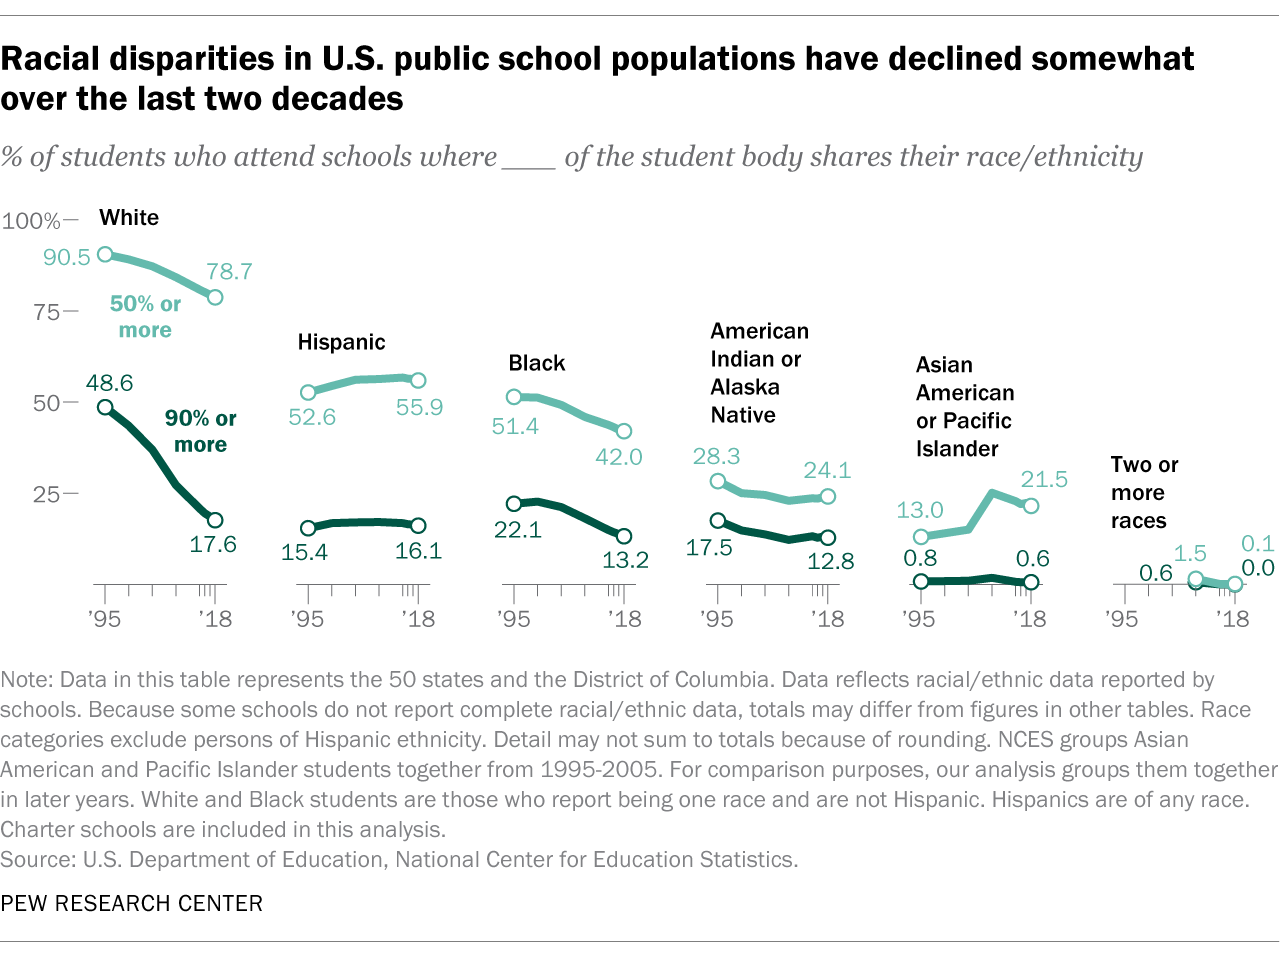 Racial disparities in U.S. public school populations have declined somewhat
over the last two decades
% of students who attend schools where ___ of the student body shares their race/ethnicity
100%
75
50
25
White
90.5
78.7
50% or
more
48.6
90% or
more
17.6
’95
’18
Hispanic
52.6
55.9
15.4
16.1
’95
’18
Black
51.4
42.0
22.1
13.2
’95
’18
American
Indian or
Alaska
Native
28.3
24.1
17.5
12.8
’95
’18
Asian
American
or Pacific
Islander
13.0
21.5
0.8
0.6
’95
’18
Two or
more
races
1.5
0.1
0.6
0.0
’95
’18
Note: Data in this table represents the 50 states and the District of Columbia. Data reflects racial/ethnic data reported by
schools. Because some schools do not report complete racial/ethnic data, totals may differ from figures in other tables. Race
categories exclude persons of Hispanic ethnicity. Detail may not sum to totals because of rounding. NCES groups Asian
American and Pacific Islander students together from 1995-2005. For comparison purposes, our analysis groups them together
in later years. White and Black students are those who report being one race and are not Hispanic. Hispanics are of any race.
Charter schools are included in this analysis.
Source: U.S. Department of Education, National Center for Education Statistics.
PEW RESEARCH CENTER